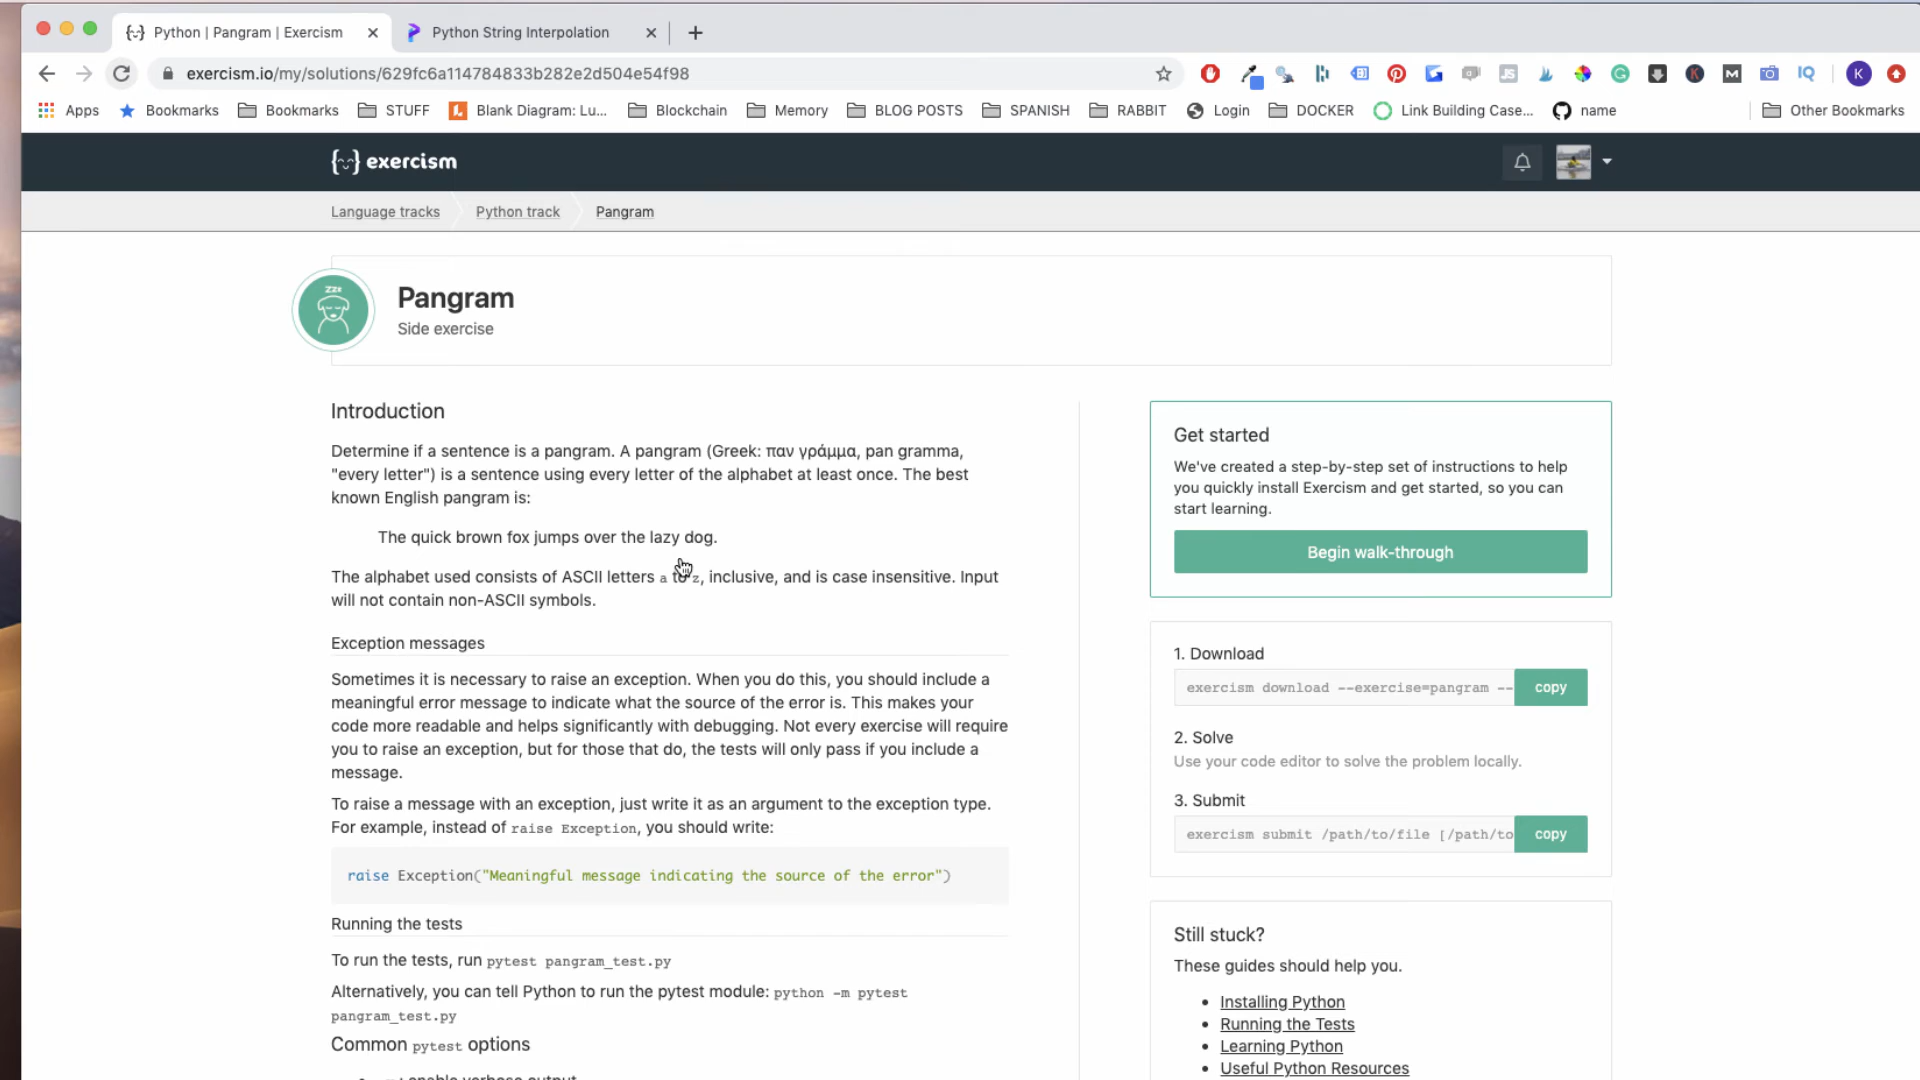 Python | Pangram | Exercism
Python String Interpolation
exercism.io/my/solutions/629fc6a114784833b282e2d504e54f98
Apps Bookmarks Bookmarks STUFF Blank Diagram: Lu... Blockchain Memory BLOG POSTS SPANISH RABBIT Login DOCKER Link Building Case... name Other Bookmarks
exercism
Language tracks Python track Pangram
zzz
Pangram
Side exercise
Introduction
Determine if a sentence is a pangram. A pangram (Greek: παν γράμμα, pan gramma,
"every letter") is a sentence using every letter of the alphabet at least once. The best
known English pangram is:
The quick brown fox jumps over the lazy dog.
The alphabet used consists of ASCII letters a to z, inclusive, and is case insensitive. Input
will not contain non-ASCII symbols.
Exception messages
Sometimes it is necessary to raise an exception. When you do this, you should include a
meaningful error message to indicate what the source of the error is. This makes your
code more readable and helps significantly with debugging. Not every exercise will require
you to raise an exception, but for those that do, the tests will only pass if you include a
message.
To raise a message with an exception, just write it as an argument to the exception type.
For example, instead of raise Exception, you should write:
raise Exception("Meaningful message indicating the source of the error")
Running the tests
To run the tests, run pytest pangram_test.py
Alternatively, you can tell Python to run the pytest module: python -m pytest
pangram_test.py
Common pytest options
Get started
We've created a step-by-step set of instructions to help
you quickly install Exercism and get started, so you can
start learning.
Begin walk-through
1. Download
exercism download --exercise=pangram -- copy
2. Solve
Use your code editor to solve the problem locally.
3. Submit
exercism submit /path/to/file [/path/to copy
Still stuck?
These guides should help you.
Installing Python
Running the Tests
Learning Python
Useful Python Resources